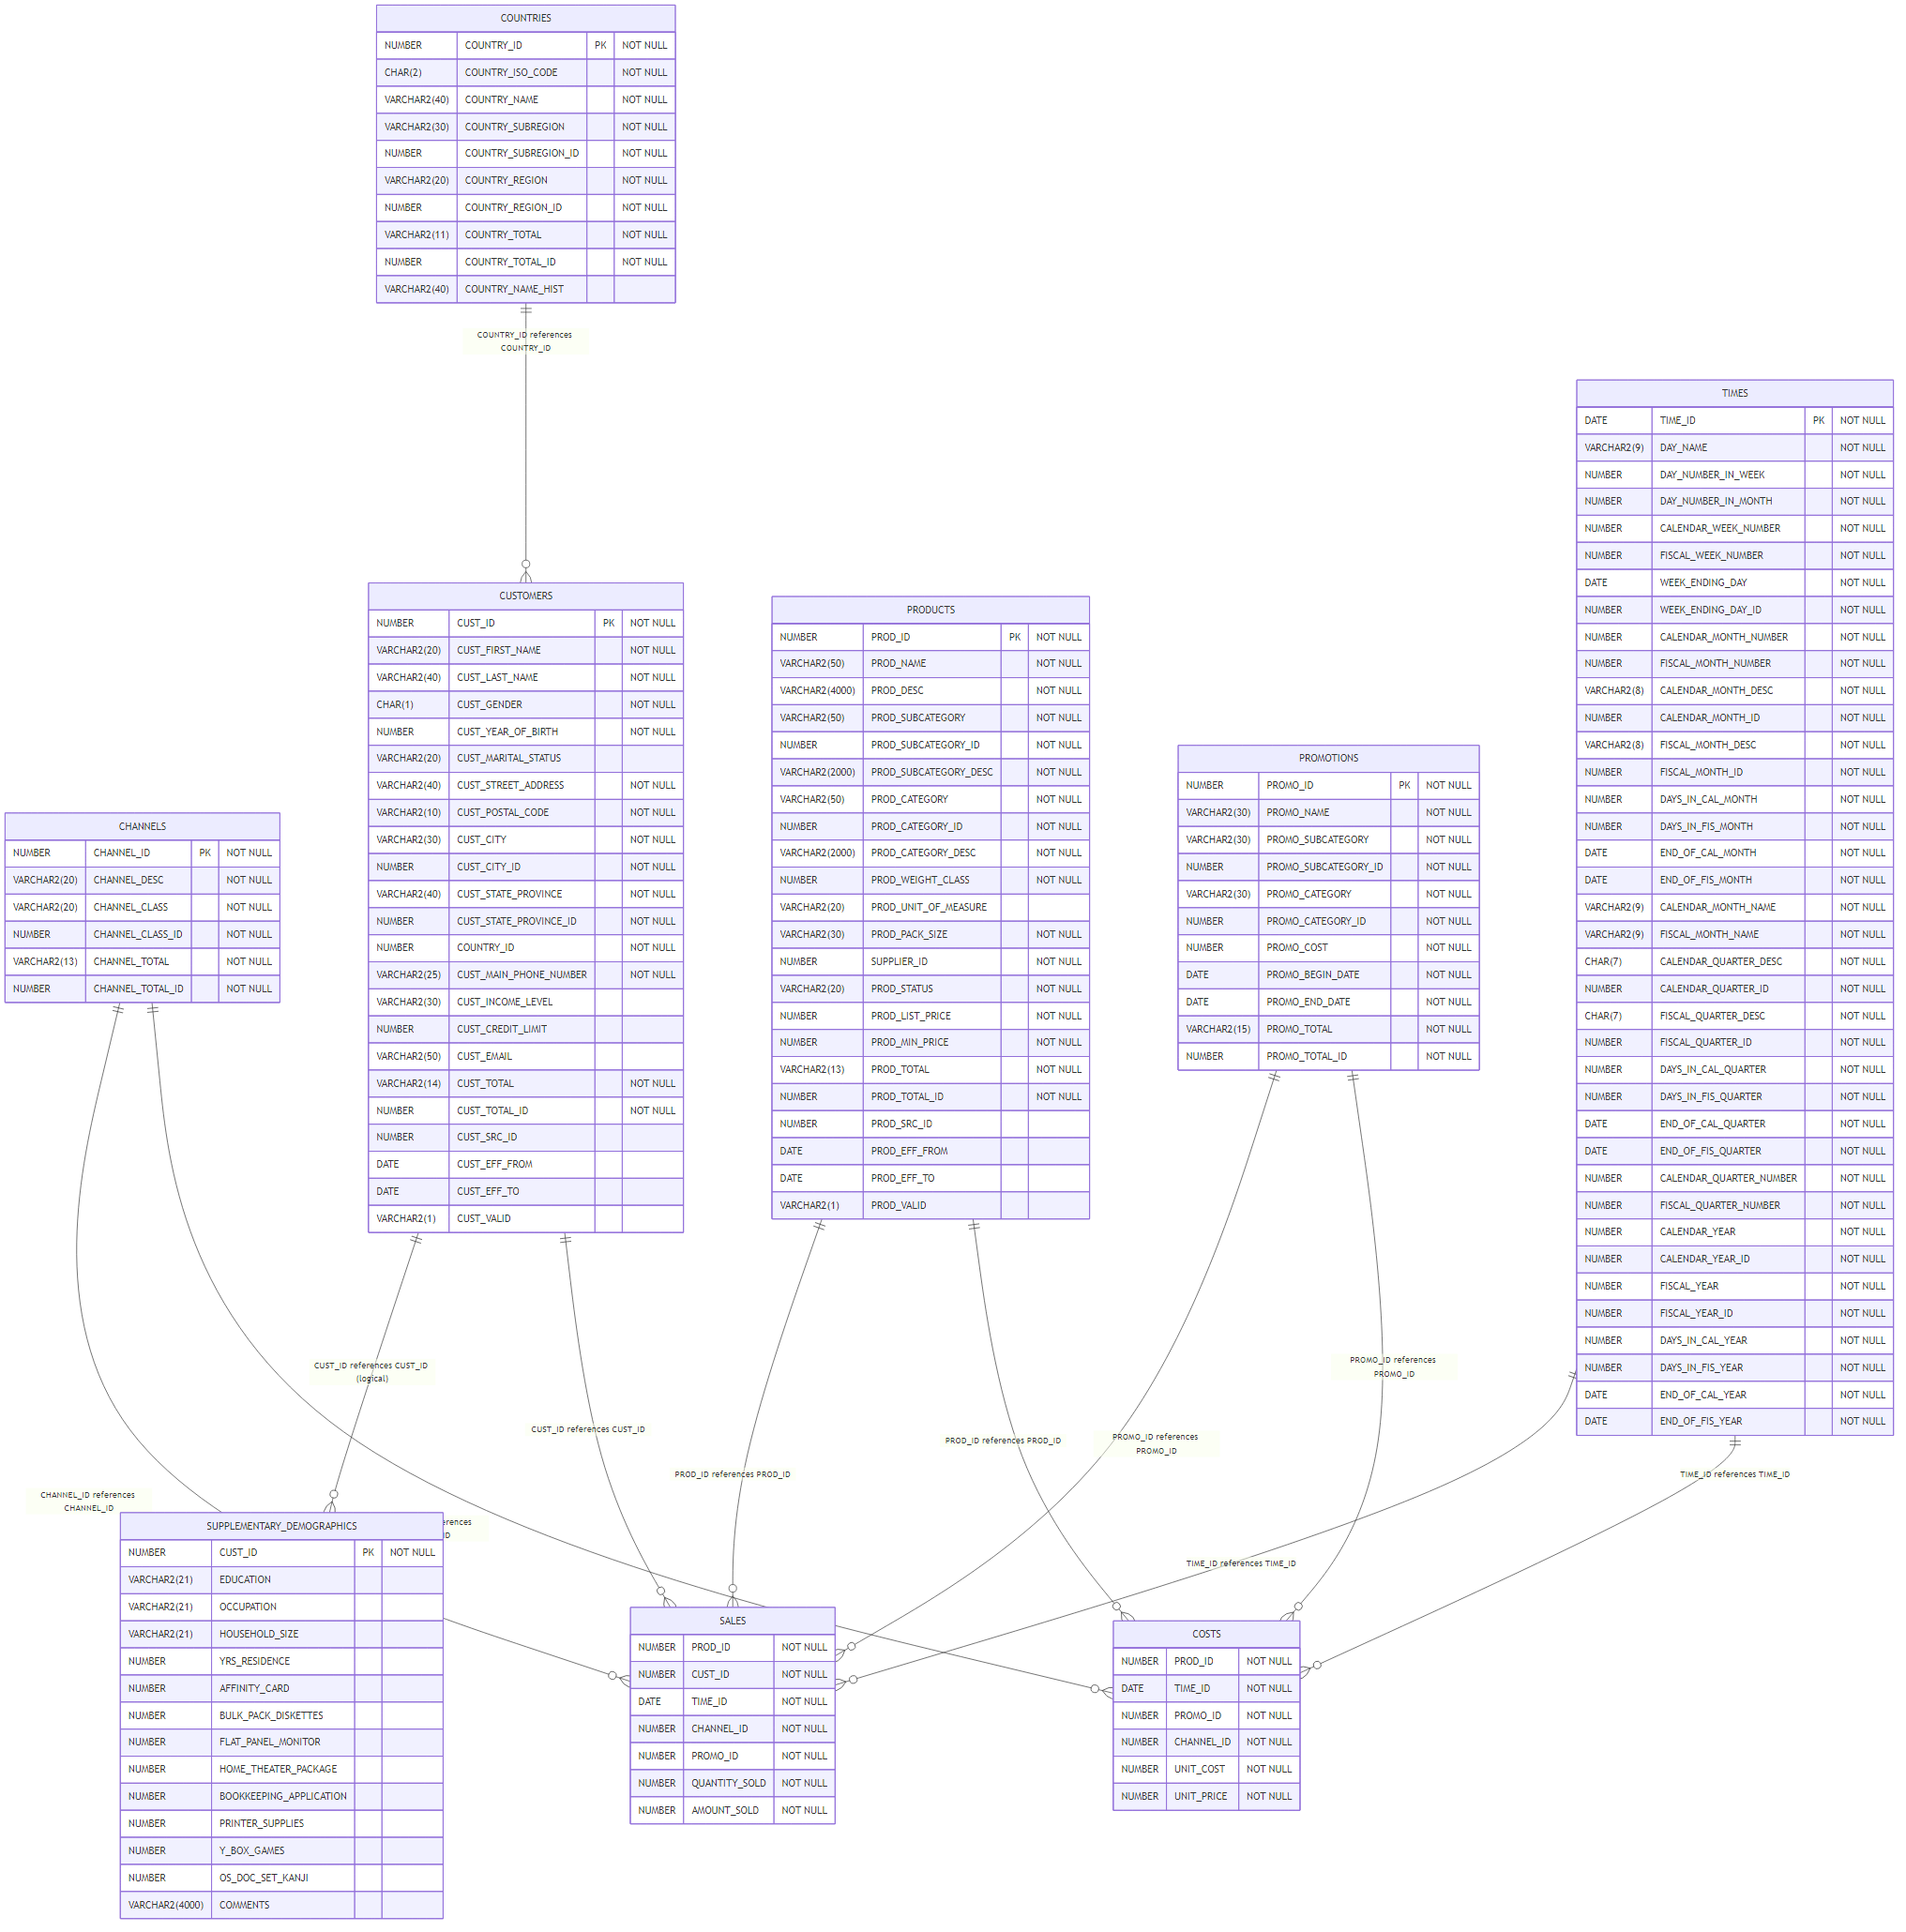 COUNTRIES
NUMBER COUNTRY_ID PK NOT NULL
CHAR(2) COUNTRY_ISO_CODE NOT NULL
VARCHAR2(40) COUNTRY_NAME NOT NULL
VARCHAR2(30) COUNTRY_SUBREGION NOT NULL
NUMBER COUNTRY_SUBREGION_ID NOT NULL
VARCHAR2(20) COUNTRY_REGION NOT NULL
NUMBER COUNTRY_REGION_ID NOT NULL
VARCHAR2(11) COUNTRY_TOTAL NOT NULL
NUMBER COUNTRY_TOTAL_ID NOT NULL
VARCHAR2(40) COUNTRY_NAME_HIST
COUNTRY_ID references
COUNTRY_ID
TIMES
DATE TIME_ID PK NOT NULL
VARCHAR2(9) DAY_NAME NOT NULL
NUMBER DAY_NUMBER_IN_WEEK NOT NULL
NUMBER DAY_NUMBER_IN_MONTH NOT NULL
NUMBER CALENDAR_WEEK_NUMBER NOT NULL
NUMBER FISCAL_WEEK_NUMBER NOT NULL
DATE WEEK_ENDING_DAY NOT NULL
NUMBER WEEK_ENDING_DAY_ID NOT NULL
NUMBER CALENDAR_MONTH_NUMBER NOT NULL
NUMBER FISCAL_MONTH_NUMBER NOT NULL
VARCHAR2(8) CALENDAR_MONTH_DESC NOT NULL
NUMBER CALENDAR_MONTH_ID NOT NULL
VARCHAR2(8) FISCAL_MONTH_DESC NOT NULL
NUMBER FISCAL_MONTH_ID NOT NULL
NUMBER DAYS_IN_CAL_MONTH NOT NULL
NUMBER DAYS_IN_FIS_MONTH NOT NULL
DATE END_OF_CAL_MONTH NOT NULL
DATE END_OF_FIS_MONTH NOT NULL
VARCHAR2(9) CALENDAR_MONTH_NAME NOT NULL
VARCHAR2(9) FISCAL_MONTH_NAME NOT NULL
CHAR(7) CALENDAR_QUARTER_DESC NOT NULL
NUMBER CALENDAR_QUARTER_ID NOT NULL
CHAR(7) FISCAL_QUARTER_DESC NOT NULL
NUMBER FISCAL_QUARTER_ID NOT NULL
NUMBER DAYS_IN_CAL_QUARTER NOT NULL
NUMBER DAYS_IN_FIS_QUARTER NOT NULL
DATE END_OF_CAL_QUARTER NOT NULL
DATE END_OF_FIS_QUARTER NOT NULL
NUMBER CALENDAR_QUARTER_NUMBER NOT NULL
NUMBER FISCAL_QUARTER_NUMBER NOT NULL
NUMBER CALENDAR_YEAR NOT NULL
NUMBER CALENDAR_YEAR_ID NOT NULL
NUMBER FISCAL_YEAR NOT NULL
NUMBER FISCAL_YEAR_ID NOT NULL
NUMBER DAYS_IN_CAL_YEAR NOT NULL
NUMBER DAYS_IN_FIS_YEAR NOT NULL
DATE END_OF_CAL_YEAR NOT NULL
DATE END_OF_FIS_YEAR NOT NULL
CUSTOMERS
NUMBER CUST_ID PK NOT NULL
VARCHAR2(20) CUST_FIRST_NAME NOT NULL
VARCHAR2(40) CUST_LAST_NAME NOT NULL
CHAR(1) CUST_GENDER NOT NULL
NUMBER CUST_YEAR_OF_BIRTH NOT NULL
VARCHAR2(20) CUST_MARITAL_STATUS
VARCHAR2(40) CUST_STREET_ADDRESS NOT NULL
VARCHAR2(10) CUST_POSTAL_CODE NOT NULL
VARCHAR2(30) CUST_CITY NOT NULL
NUMBER CUST_CITY_ID NOT NULL
VARCHAR2(40) CUST_STATE_PROVINCE NOT NULL
NUMBER CUST_STATE_PROVINCE_ID NOT NULL
NUMBER COUNTRY_ID NOT NULL
VARCHAR2(25) CUST_MAIN_PHONE_NUMBER NOT NULL
VARCHAR2(30) CUST_INCOME_LEVEL
NUMBER CUST_CREDIT_LIMIT
VARCHAR2(50) CUST_EMAIL
VARCHAR2(14) CUST_TOTAL NOT NULL
NUMBER CUST_TOTAL_ID NOT NULL
NUMBER CUST_SRC_ID
DATE CUST_EFF_FROM
DATE CUST_EFF_TO
VARCHAR2(1) CUST_VALID
PRODUCTS
NUMBER PROD_ID PK NOT NULL
VARCHAR2(50) PROD_NAME NOT NULL
VARCHAR2(4000) PROD_DESC NOT NULL
VARCHAR2(50) PROD_SUBCATEGORY NOT NULL
NUMBER PROD_SUBCATEGORY_ID NOT NULL
VARCHAR2(2000) PROD_SUBCATEGORY_DESC NOT NULL
VARCHAR2(50) PROD_CATEGORY NOT NULL
NUMBER PROD_CATEGORY_ID NOT NULL
VARCHAR2(2000) PROD_CATEGORY_DESC NOT NULL
NUMBER PROD_WEIGHT_CLASS NOT NULL
VARCHAR2(20) PROD_UNIT_OF_MEASURE
VARCHAR2(30) PROD_PACK_SIZE NOT NULL
NUMBER SUPPLIER_ID NOT NULL
VARCHAR2(20) PROD_STATUS NOT NULL
NUMBER PROD_LIST_PRICE NOT NULL
NUMBER PROD_MIN_PRICE NOT NULL
VARCHAR2(13) PROD_TOTAL NOT NULL
NUMBER PROD_TOTAL_ID NOT NULL
NUMBER PROD_SRC_ID
DATE PROD_EFF_FROM
DATE PROD_EFF_TO
VARCHAR2(1) PROD_VALID
PROMOTIONS
NUMBER PROMO_ID PK NOT NULL
VARCHAR2(30) PROMO_NAME NOT NULL
VARCHAR2(30) PROMO_SUBCATEGORY NOT NULL
NUMBER PROMO_SUBCATEGORY_ID NOT NULL
VARCHAR2(30) PROMO_CATEGORY NOT NULL
NUMBER PROMO_CATEGORY_ID NOT NULL
NUMBER PROMO_COST NOT NULL
DATE PROMO_BEGIN_DATE NOT NULL
DATE PROMO_END_DATE NOT NULL
VARCHAR2(15) PROMO_TOTAL NOT NULL
NUMBER PROMO_TOTAL_ID NOT NULL
CHANNELS
NUMBER CHANNEL_ID PK NOT NULL
VARCHAR2(20) CHANNEL_DESC NOT NULL
VARCHAR2(20) CHANNEL_CLASS NOT NULL
NUMBER CHANNEL_CLASS_ID NOT NULL
VARCHAR2(13) CHANNEL_TOTAL NOT NULL
NUMBER CHANNEL_TOTAL_ID NOT NULL
CUST_ID references CUST_ID
(logical)
PROMO_ID references
PROMO_ID
CUST_ID references CUST_ID
PROD_ID references PROD_ID
PROMO_ID references
PROMO_ID
PROD_ID references PROD_ID
TIME_ID references TIME_ID
CHANNEL_ID references
CHANNEL_ID
erences
ID
TIME_ID references TIME_ID
SUPPLEMENTARY_DEMOGRAPHICS
NUMBER CUST_ID PK NOT NULL
VARCHAR2(21) EDUCATION
VARCHAR2(21) OCCUPATION
VARCHAR2(21) HOUSEHOLD_SIZE
NUMBER YRS_RESIDENCE
NUMBER AFFINITY_CARD
NUMBER BULK_PACK_DISKETTES
NUMBER FLAT_PANEL_MONITOR
NUMBER HOME_THEATER_PACKAGE
NUMBER BOOKKEEPING_APPLICATION
NUMBER PRINTER_SUPPLIES
NUMBER Y_BOX_GAMES
NUMBER OS_DOC_SET_KANJI
VARCHAR2(4000) COMMENTS
SALES
NUMBER PROD_ID NOT NULL
NUMBER CUST_ID NOT NULL
DATE TIME_ID NOT NULL
NUMBER CHANNEL_ID NOT NULL
NUMBER PROMO_ID NOT NULL
NUMBER QUANTITY_SOLD NOT NULL
NUMBER AMOUNT_SOLD NOT NULL
COSTS
NUMBER PROD_ID NOT NULL
DATE TIME_ID NOT NULL
NUMBER PROMO_ID NOT NULL
NUMBER CHANNEL_ID NOT NULL
NUMBER UNIT_COST NOT NULL
NUMBER UNIT_PRICE NOT NULL